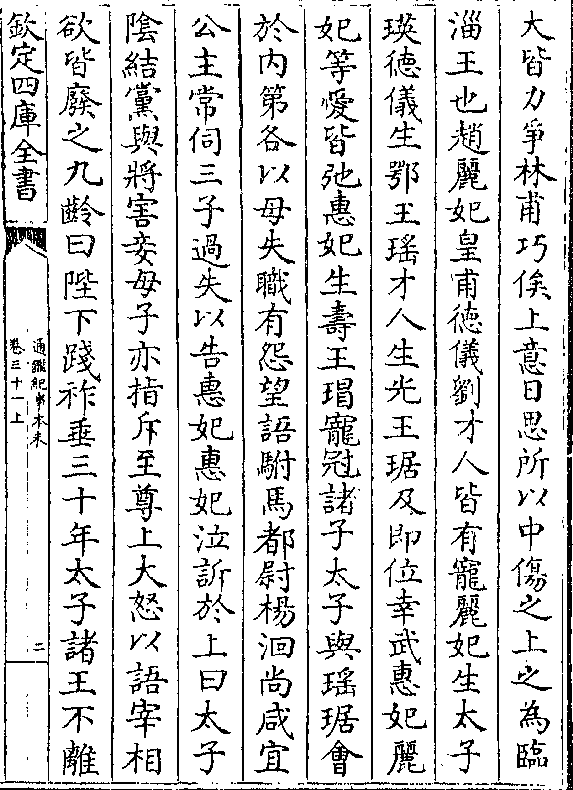 大皆力爭林甫巧俟上意日思所以中傷之上之為臨
淄王也趙麗妃皇甫徳儀劉才人皆有寵麗妃生太子
瑛徳儀生鄂王瑶才人生光王琚及即位幸武惠妃麗
妃等愛皆弛惠妃生壽王瑁寵冠諸子太子與瑶琚㑹
於内第各以母失職有怨望語駙馬都尉楊洄尚咸宜
公主常伺三子過失以告惠妃惠妃泣訴於上曰太子
隂結黨與將害妾母子亦指斥至尊上大怒以語宰相
欲皆廢之九齡曰陛下踐祚垂三十年太子諸王不離
欽定四庫全書
通鑑紀事本末
卷三十一上
二